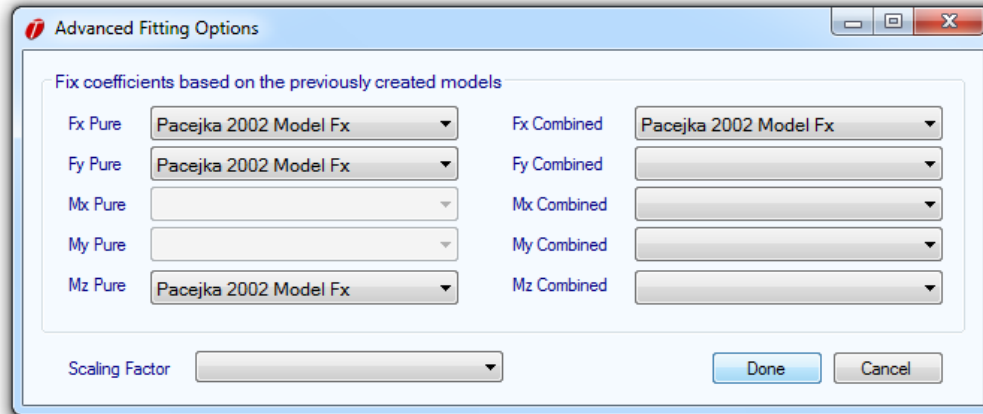 Advanced Fitting Options
Fix coefficients based on the previously created models
Fx Pure Pacejka 2002 Model Fx Fx Combined Pacejka 2002 Model Fx
Fy Pure Pacejka 2002 Model Fx Fy Combined
Mx Pure Mx Combined
My Pure My Combined
Mz Pure Pacejka 2002 Model Fx Mz Combined
Scaling Factor Done Cancel